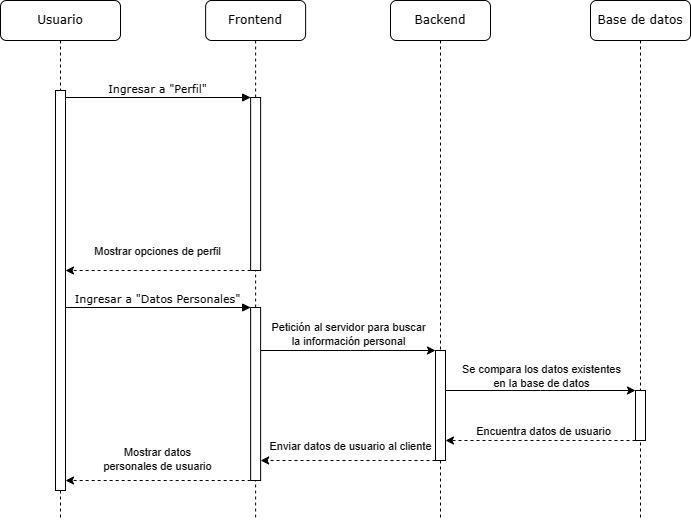 Usuario
Frontend
Backend
Base de datos
Ingresar a "Perfil"
Mostrar opciones de perfil
Ingresar a "Datos Personales"
Petición al servidor para buscar
la información personal
Se compara los datos existentes
en la base de datos
Encuentra datos de usuario
Enviar datos de usuario al cliente
Mostrar datos
personales de usuario